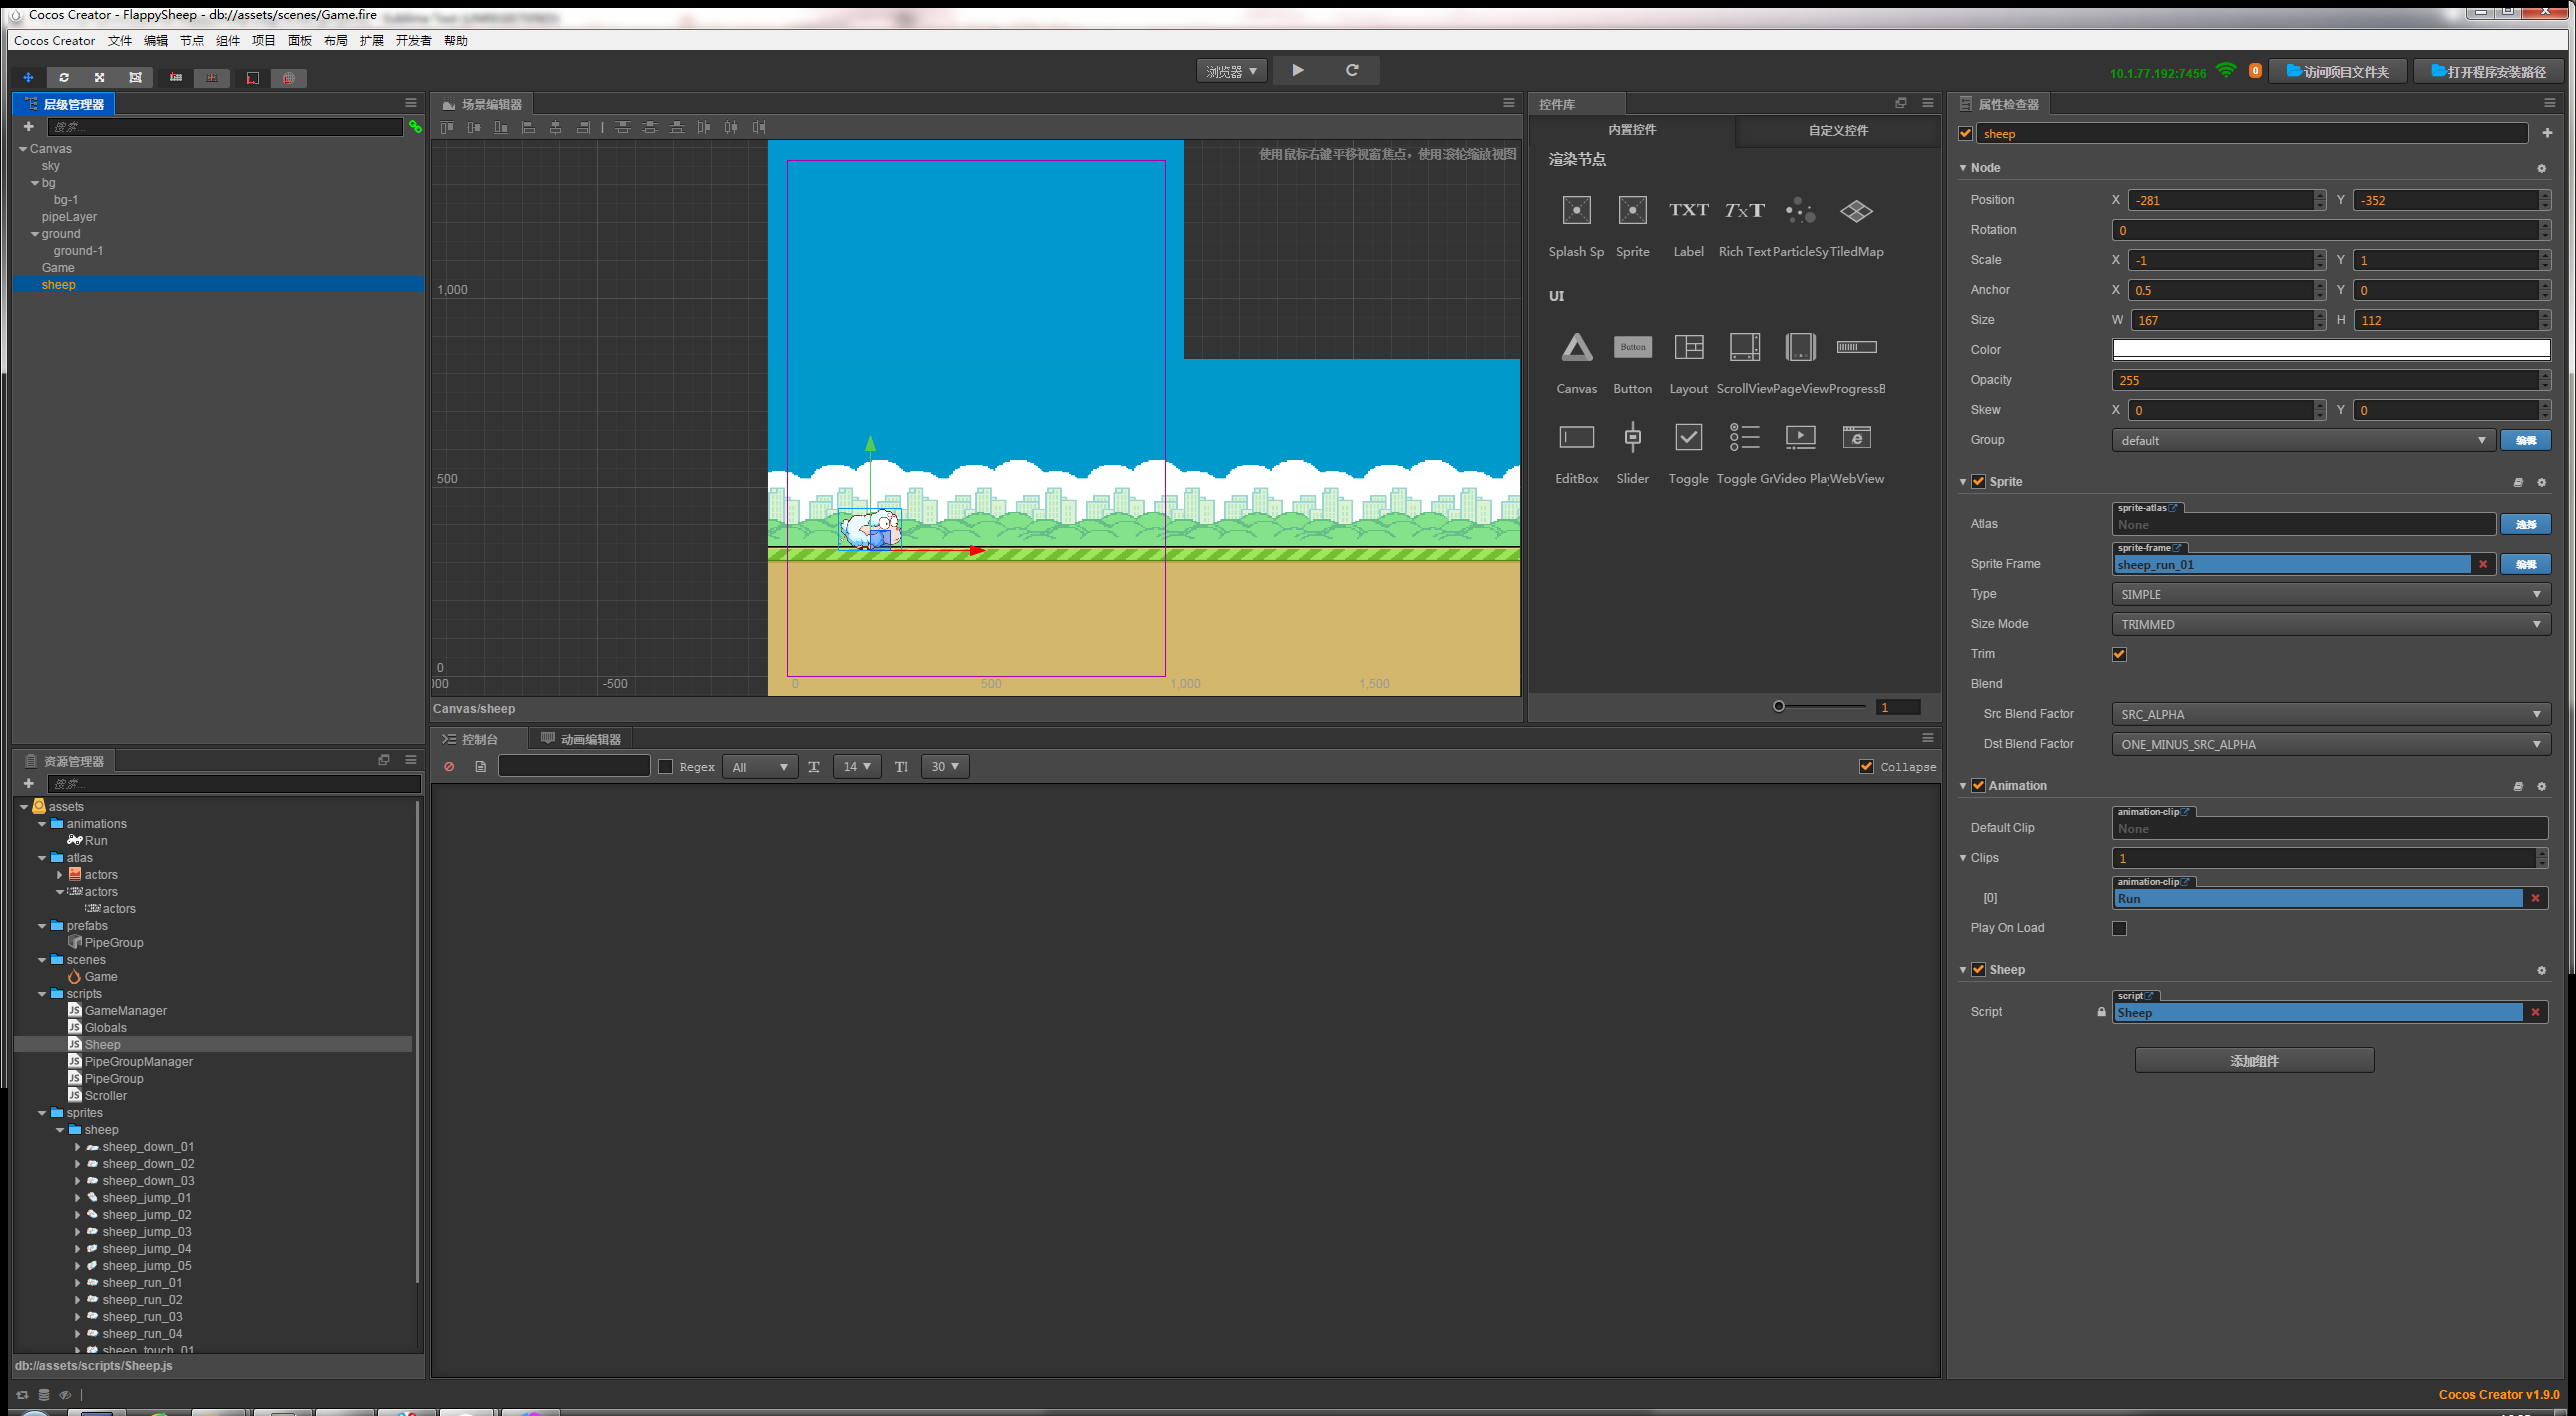 Cocos Creator - FlappySheep - db://assets/scenes/Game.fire
Cocos Creator 文件 编辑 节点 组件 项目 面板 布局 扩展 开发者 帮助
浏览器
10.1.77.192:7456
0
访问项目文件夹
打开程序安装路径
层级管理器
搜索...
Canvas
sky
bg
bg-1
pipeLayer
ground
ground-1
Game
sheep
场景编辑器
使用鼠标右键平移视窗焦点，使用滚轮缩放视图
1,000
500
0
-500
0
500
1,000
1,500
Canvas/sheep
控件库
内置控件 自定义控件
渲染节点
TXT TxT
Splash Sp Sprite Label Rich Text ParticleSy TiledMap
UI
Button
Canvas Button Layout ScrollView PageView ProgressB
EditBox Slider Toggle Toggle Gr Video Play WebView
1
属性检查器
sheep
Node
Position X -281 Y -352
Rotation 0
Scale X -1 Y 1
Anchor X 0.5 Y 0
Size W 167 H 112
Color
Opacity 255
Skew X 0 Y 0
Group default 编辑
Sprite
sprite-atlas
Atlas None 选择
sprite-frame
Sprite Frame sheep_run_01 编辑
Type SIMPLE
Size Mode TRIMMED
Trim
Blend
Src Blend Factor SRC_ALPHA
Dst Blend Factor ONE_MINUS_SRC_ALPHA
Animation
animation-clip
Default Clip None
Clips 1
animation-clip
[0] Run
Play On Load
Sheep
script
Script Sheep
添加组件
资源管理器
搜索...
assets
animations
Run
atlas
actors
actors
actors
prefabs
PipeGroup
scenes
Game
scripts
JS GameManager
JS Globals
JS Sheep
JS PipeGroupManager
JS PipeGroup
JS Scroller
sprites
sheep
sheep_down_01
sheep_down_02
sheep_down_03
sheep_jump_01
sheep_jump_02
sheep_jump_03
sheep_jump_04
sheep_jump_05
sheep_run_01
sheep_run_02
sheep_run_03
sheep_run_04
sheep_touch_01
db://assets/scripts/Sheep.js
控制台 动画编辑器
Regex All 14 30 Collapse
Cocos Creator v1.9.0